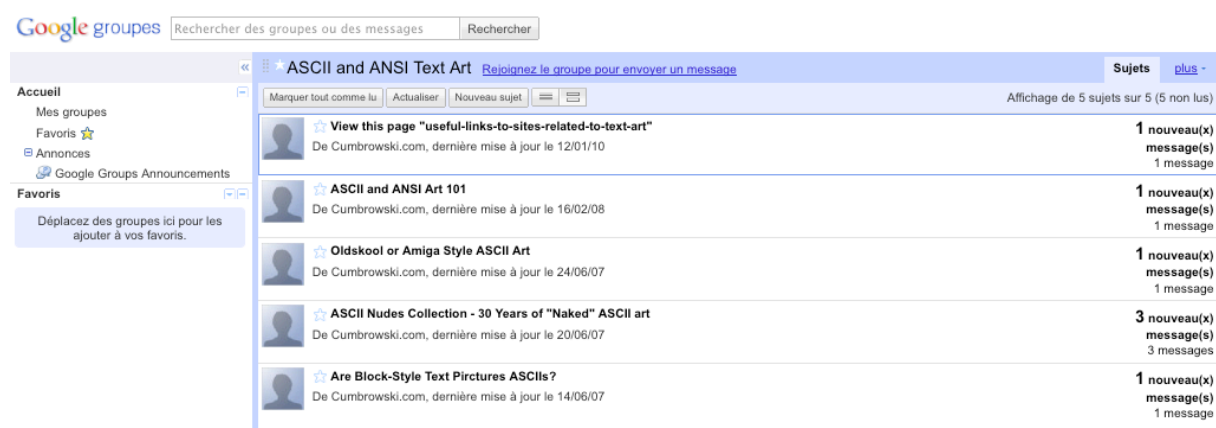 Google groupes Rechercher des groupes ou des messages Rechercher
« ASCII and ANSI Text Art Rejoignez le groupe pour envoyer un message Sujets plus
Accueil
Mes groupes
Favoris
Annonces
Google Groups Announcements
Favoris
Déplacez des groupes ici pour les
ajouter à vos favoris.
Marquer tout comme lu Actualiser Nouveau sujet Affichage de 5 sujets sur 5 (5 non lus)
View this page "useful-links-to-sites-related-to-text-art"
De Cumbrowski.com, dernière mise à jour le 12/01/10
1 nouveau(x)
message(s)
1 message
ASCII and ANSI Art 101
De Cumbrowski.com, dernière mise à jour le 16/02/08
1 nouveau(x)
message(s)
1 message
Oldskool or Amiga Style ASCII Art
De Cumbrowski.com, dernière mise à jour le 24/06/07
1 nouveau(x)
message(s)
1 message
ASCII Nudes Collection - 30 Years of "Naked" ASCII art
De Cumbrowski.com, dernière mise à jour le 20/06/07
3 nouveau(x)
message(s)
3 messages
Are Block-Style Text Pirctures ASCIIs?
De Cumbrowski.com, dernière mise à jour le 14/06/07
1 nouveau(x)
message(s)
1 message